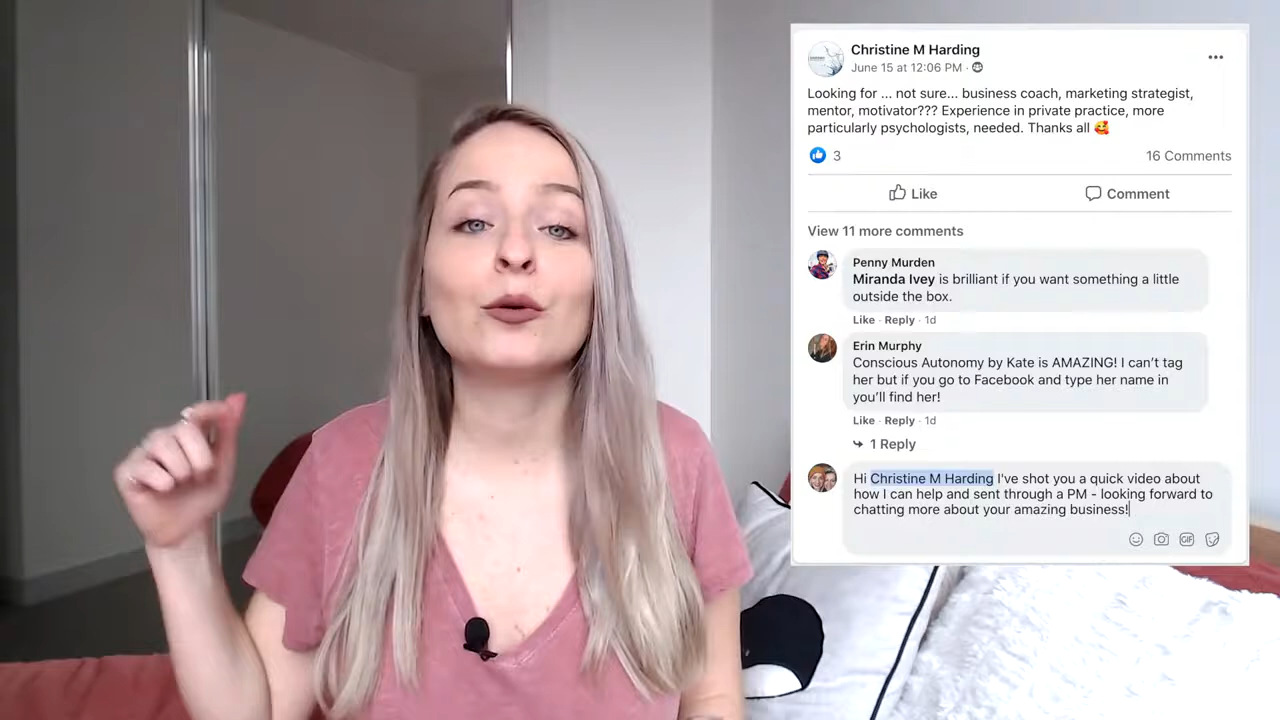 Christine M Harding
June 15 at 12:06 PM ·
Looking for ... not sure... business coach, marketing strategist,
mentor, motivator??? Experience in private practice, more
particularly psychologists, needed. Thanks all 🥰
3
16 Comments
Like
Comment
View 11 more comments
Penny Murden
Miranda Ivey is brilliant if you want something a little
outside the box.
Like · Reply · 1d
Erin Murphy
Conscious Autonomy by Kate is AMAZING! I can't tag
her but if you go to Facebook and type her name in
you'll find her!
Like · Reply · 1d
1 Reply
Hi Christine M Harding I've shot you a quick video about
how I can help and sent through a PM - looking forward to
chatting more about your amazing business!
GIF